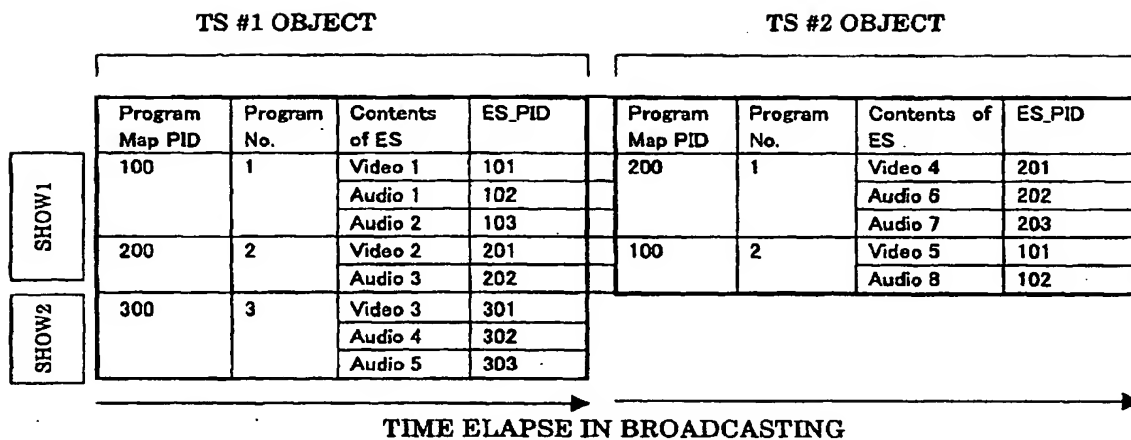 TS #1 OBJECT TS #2 OBJECT
Program Map PID Program No. Contents of ES ES_PID Program Map PID Program No. Contents of ES ES_PID
SHOW1
100 1 Video 1 101 200 1 Video 4 201
Audio 1 102 Audio 6 202
Audio 2 103 Audio 7 203
200 2 Video 2 201 100 2 Video 5 101
Audio 3 202 Audio 8 102
SHOW2
300 3 Video 3 301
Audio 4 302
Audio 5 303
TIME ELAPSE IN BROADCASTING